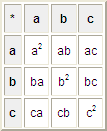 * a b c
a a² ab ac
b ba b² bc
c ca cb c²